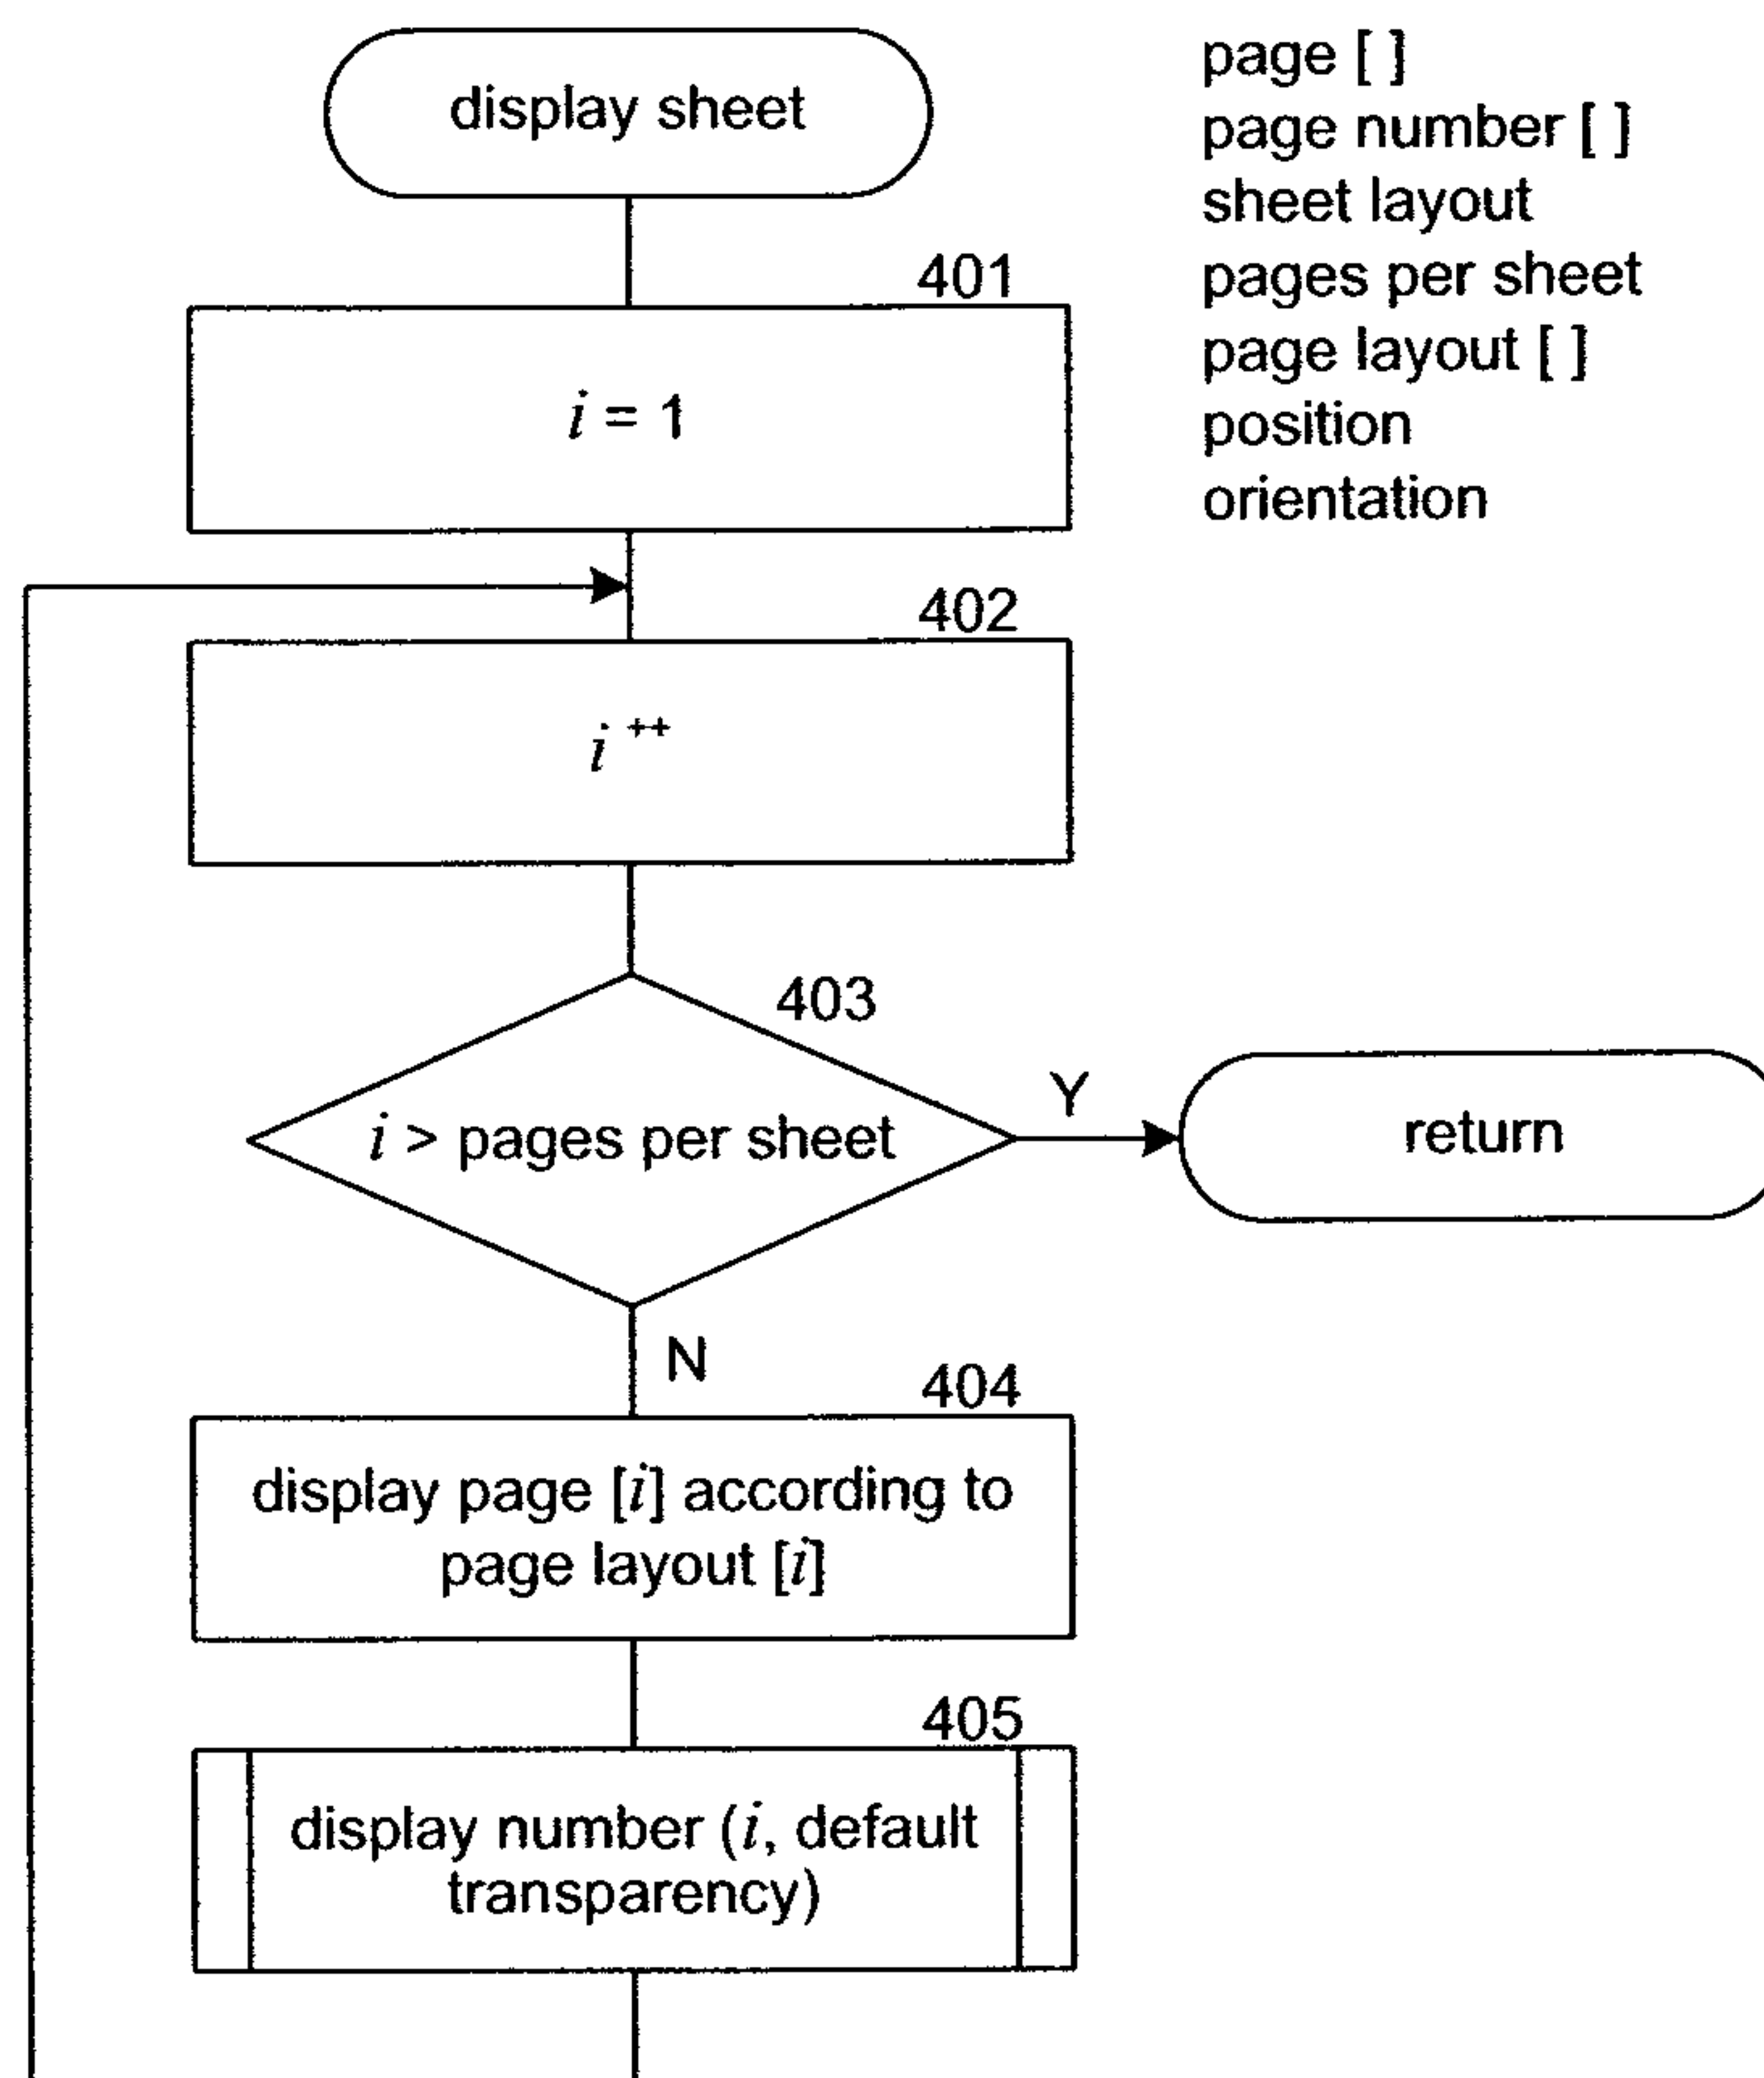 display sheet
page [ ]
page number [ ]
sheet layout
pages per sheet
page layout [ ]
position
orientation
401
i = 1
402
i ++
403
i > pages per sheet
Y
return
N
404
display page [i] according to
page layout [i]
405
display number (i, default
transparency)